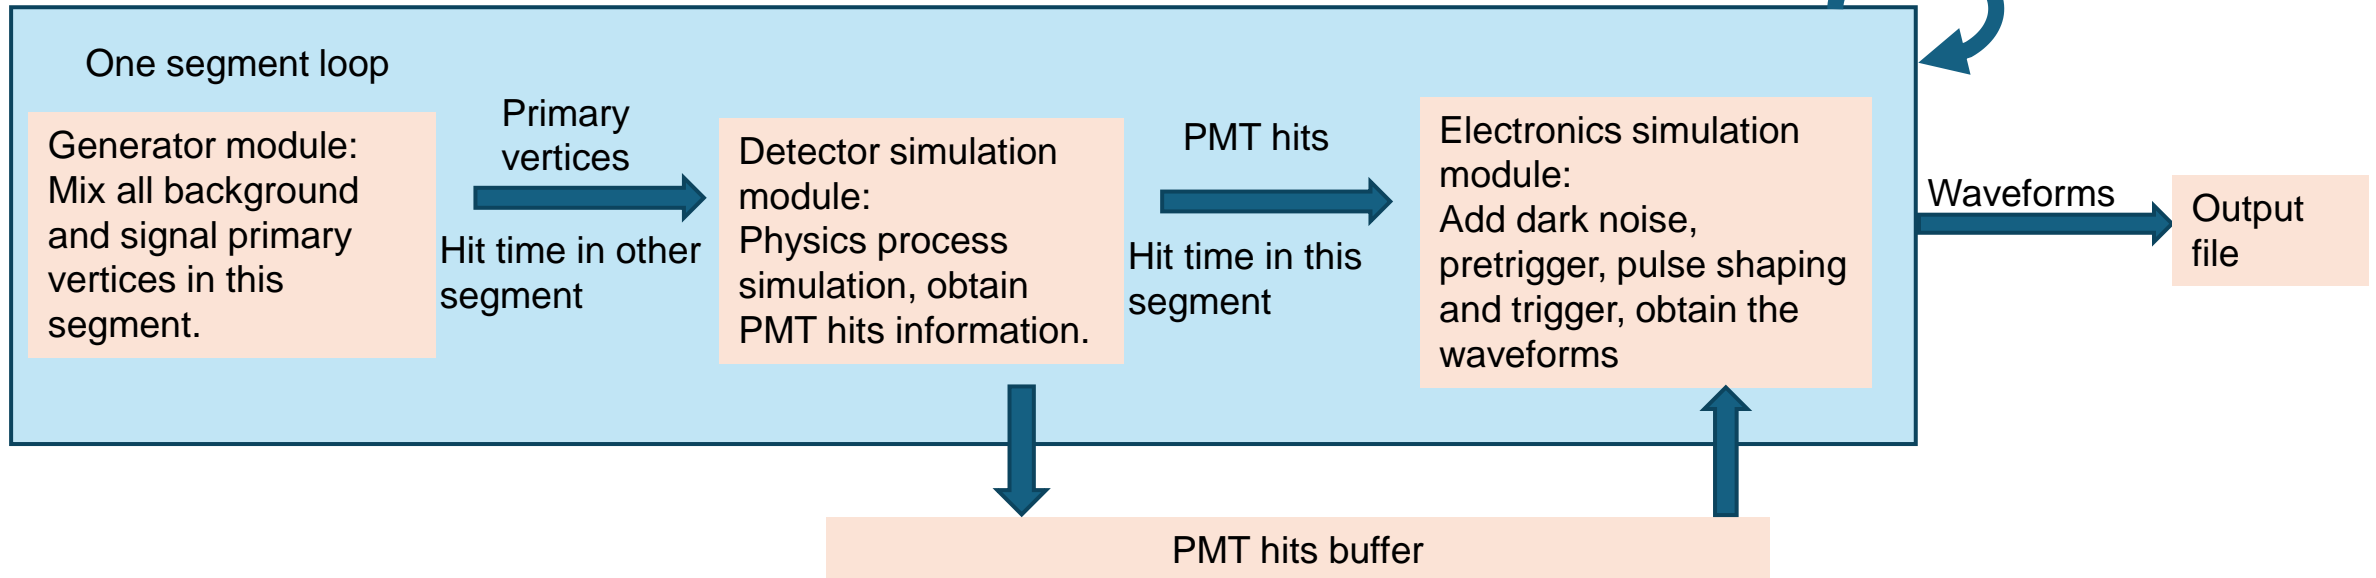 One segment loop
Generator module:
Mix all background
and signal primary
vertices in this
segment.
Primary
vertices
Hit time in other
segment
Detector simulation
module:
Physics process
simulation, obtain
PMT hits information.
PMT hits
Hit time in this
segment
Electronics simulation
module:
Add dark noise,
pretrigger, pulse shaping
and trigger, obtain the
waveforms
Waveforms
Output
file
PMT hits buffer